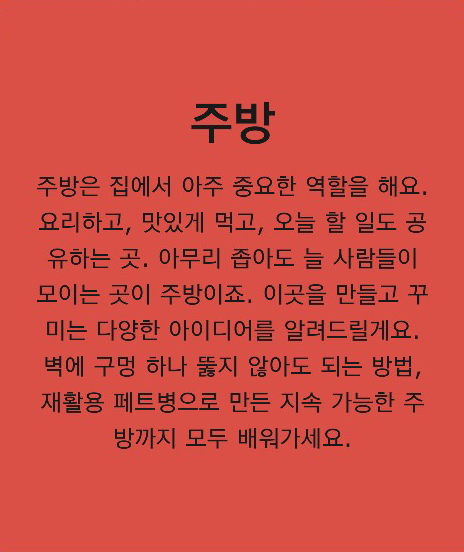 주방
주방은 집에서 아주 중요한 역할을 해요.
요리하고, 맛있게 먹고, 오늘 할 일도 공
유하는 곳. 아무리 좁아도 늘 사람들이
모이는 곳이 주방이죠. 이곳을 만들고 꾸
미는 다양한 아이디어를 알려드릴게요.
벽에 구멍 하나 뚫지 않아도 되는 방법,
재활용 페트병으로 만든 지속 가능한 주
방까지 모두 배워가세요.